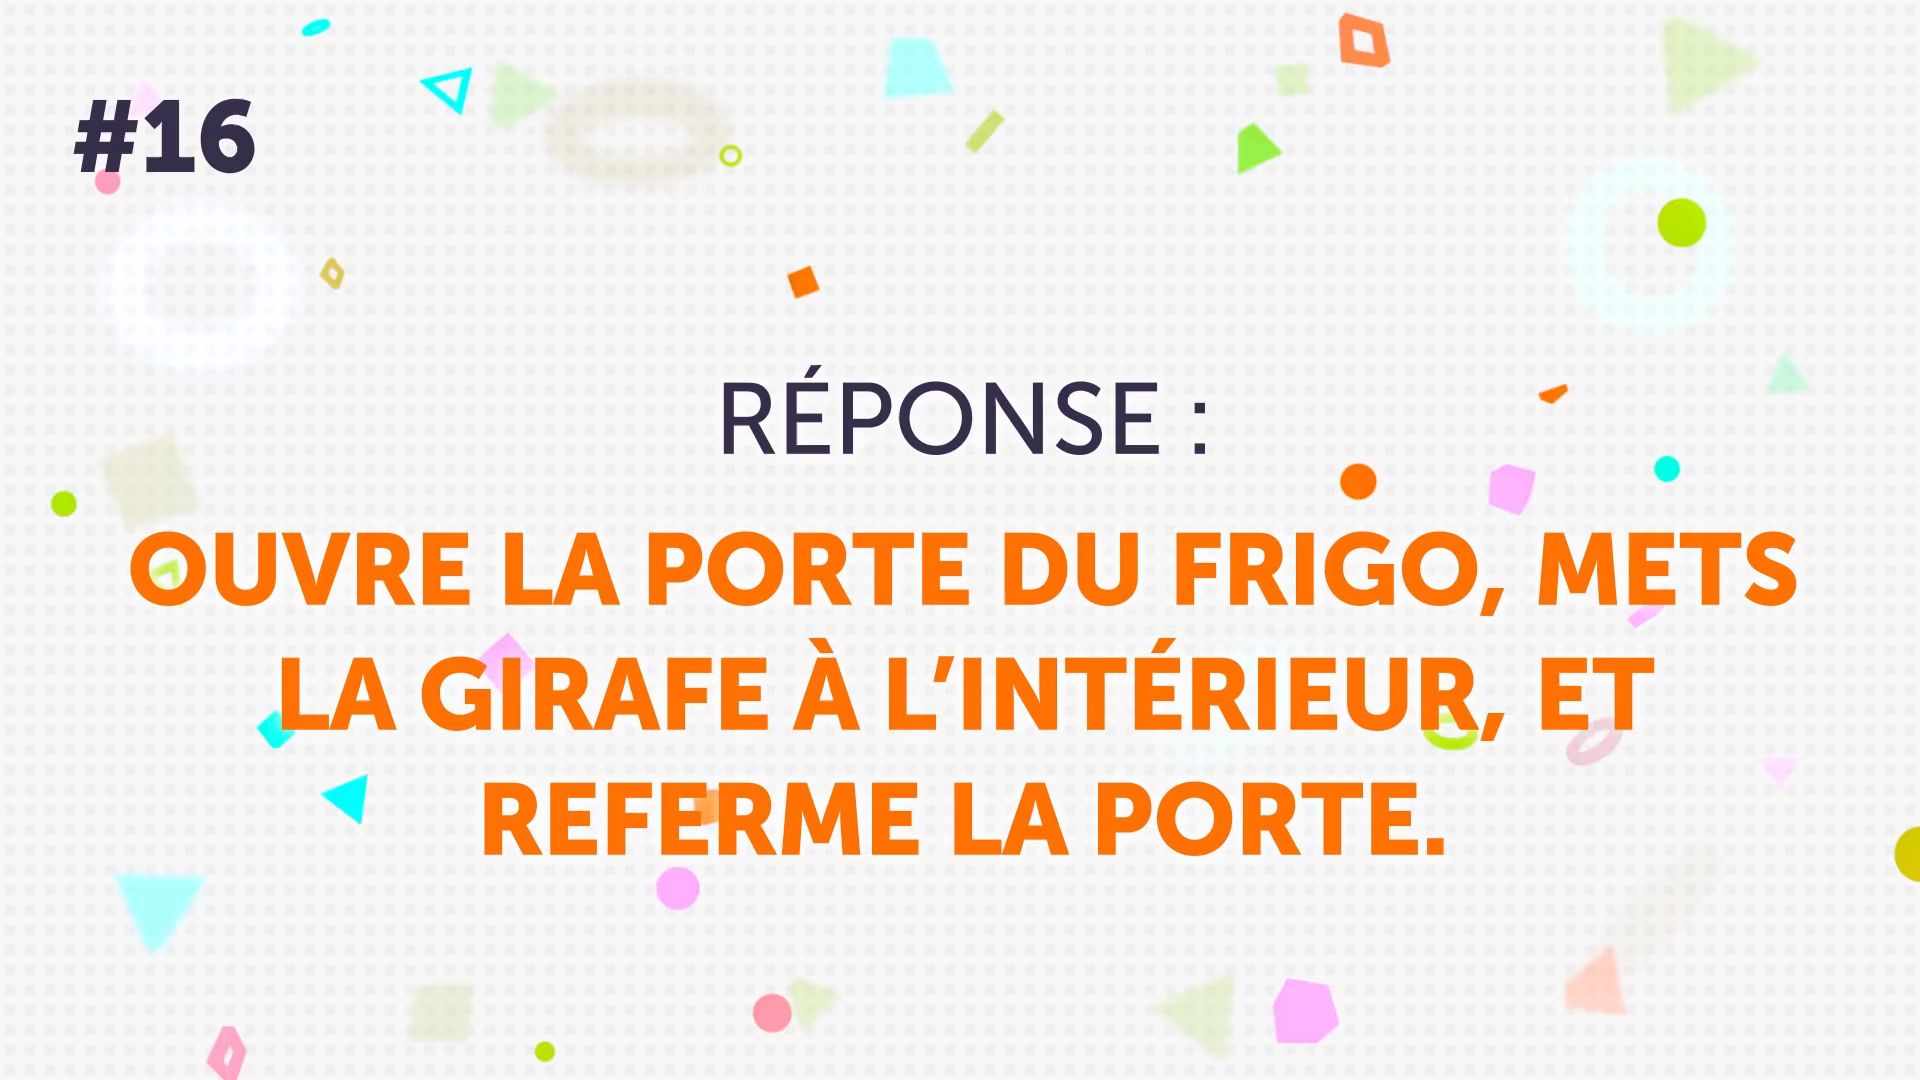 #16
RÉPONSE :
OUVRE LA PORTE DU FRIGO, METS
LA GIRAFE À L’INTÉRIEUR, ET
REFERME LA PORTE.